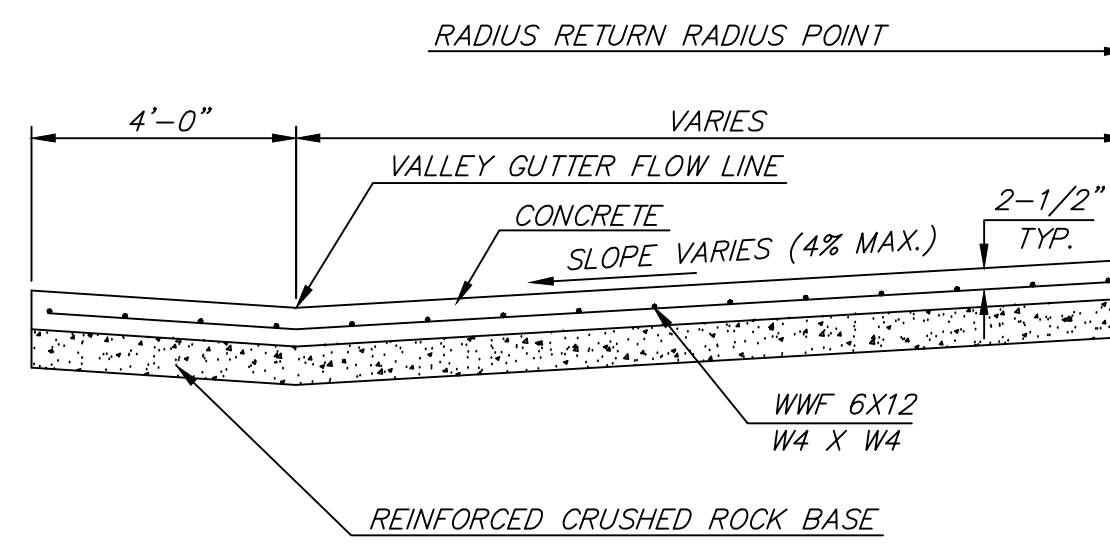 RADIUS RETURN RADIUS POINT
4'-0"
VARIES
VALLEY GUTTER FLOW LINE
CONCRETE
2-1/2"
TYP.
SLOPE VARIES (4% MAX.)
WWF 6X12
W4 X W4
REINFORCED CRUSHED ROCK BASE